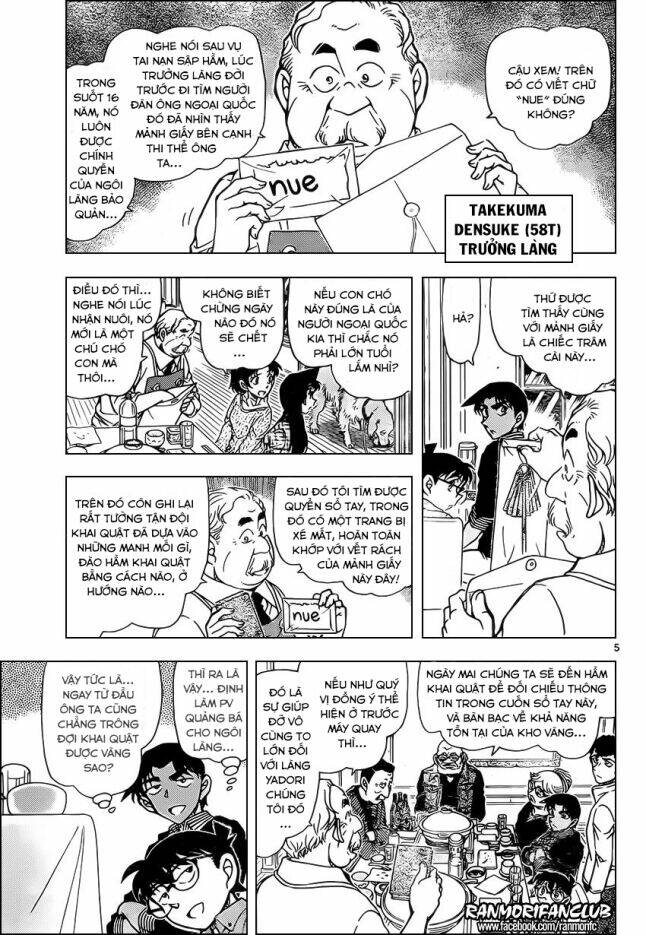 CẬU XEM! TRÊN
ĐÓ CÓ VIẾT CHỮ
"NUE" ĐÚNG
KHÔNG?
NGHE NÓI SAU VỤ
TAI NẠN SẬP HẦM, LÚC
TRƯỞNG LÀNG ĐỜI
TRƯỚC ĐI TÌM NGƯỜI
ĐÀN ÔNG NGOẠI QUỐC
ĐÓ ĐÃ NHÌN THẤY
MẢNH GIẤY BÊN CẠNH
THI THỂ ÔNG
TA...
TRONG
SUỐT 16
NĂM, NÓ
LUÔN
ĐƯỢC
CHÍNH
QUYỀN
CỦA NGÔI
LÀNG BẢO
QUẢN...
nue
TAKEKUMA
DENSUKE (58T)
TRƯỞNG LÀNG
THỨ ĐƯỢC
TÌM THẤY CÙNG
VỚI MẢNH GIẤY
LÀ CHIẾC TRÂM
CÀI NÀY...
HẢ?
NẾU CON CHÓ
NÀY ĐÚNG LÀ CỦA
NGƯỜI NGOẠI QUỐC
KIA THÌ CHẮC NÓ
PHẢI LỚN TUỔI
LẮM NHỈ?
KHÔNG BIẾT
CHỪNG NGÀY
NÀO ĐÓ NÓ
SẼ CHẾT
...
ĐIỀU ĐÓ THÌ...
NGHE NÓI LÚC
NHẬN NUÔI, NÓ
MỚI LÀ MỘT
CHÚ CHÓ
CON MÀ
THÔI...
SAU ĐÓ TÔI TÌM ĐƯỢC
QUYỂN SỔ TAY, TRONG
ĐÓ CÓ MỘT TRANG BỊ
XÉ MẤT, HOÀN TOÀN
KHỚP VỚI VẾT RÁCH
CỦA MẢNH GIẤY
NÀY ĐÂY!
TRÊN ĐÓ CÒN GHI LẠI
RẤT TƯỜNG TẬN ĐỘI
KHAI QUẬT ĐÃ DỰA VÀO
NHỮNG MANH MỐI GÌ,
ĐÀO HẦM KHAI QUẬT
BẰNG CÁCH NÀO, Ở
HƯỚNG NÀO...
nue
5
NGÀY MAI CHÚNG TA SẼ ĐẾN HẦM
KHAI QUẬT ĐỂ ĐỐI CHIẾU THÔNG
TIN TRONG CUỐN SỔ TAY NÀY,
VÀ BÀN BẠC VỀ KHẢ NĂNG
TỒN TẠI CỦA KHO VÀNG...
NẾU NHƯ QUÝ
VỊ ĐỒNG Ý THỂ
HIỆN Ở TRƯỚC
MÁY QUAY
THÌ...
ĐÓ LÀ
SỰ GIÚP
ĐỠ VÔ
CÙNG TO
LỚN ĐỐI
VỚI LÀNG
YADORI
CHÚNG
TÔI ĐÓ
...
THÌ RA LÀ
VẬY... ĐỊNH
LÀM PV
QUẢNG BÁ
CHO NGÔI
LÀNG...
VẬY TỨC LÀ...
NGAY TỪ ĐẦU
ÔNG TA CŨNG
CHẲNG TRÔNG
ĐỢI KHAI QUẬT
ĐƯỢC VÀNG
SAO?
RANMORIFANCLUB
www.facebook.com/ranmorifc